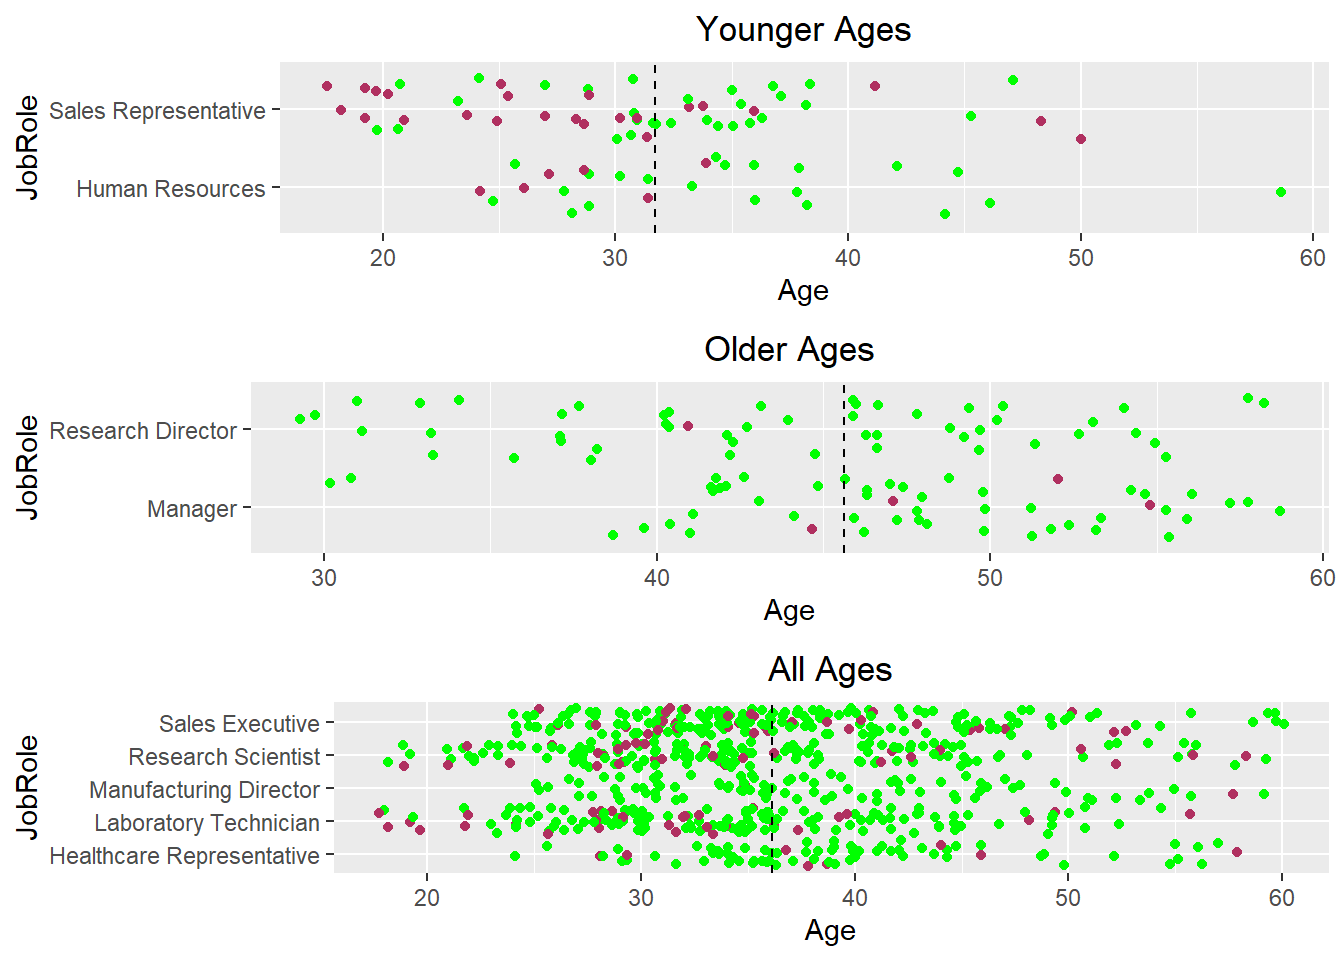 Younger Ages
JobRole
Sales Representative
Human Resources
20 30 40 50 60
Age
Older Ages
JobRole
Research Director
Manager
30 40 50 60
Age
All Ages
JobRole
Sales Executive
Research Scientist
Manufacturing Director
Laboratory Technician
Healthcare Representative
20 30 40 50 60
Age